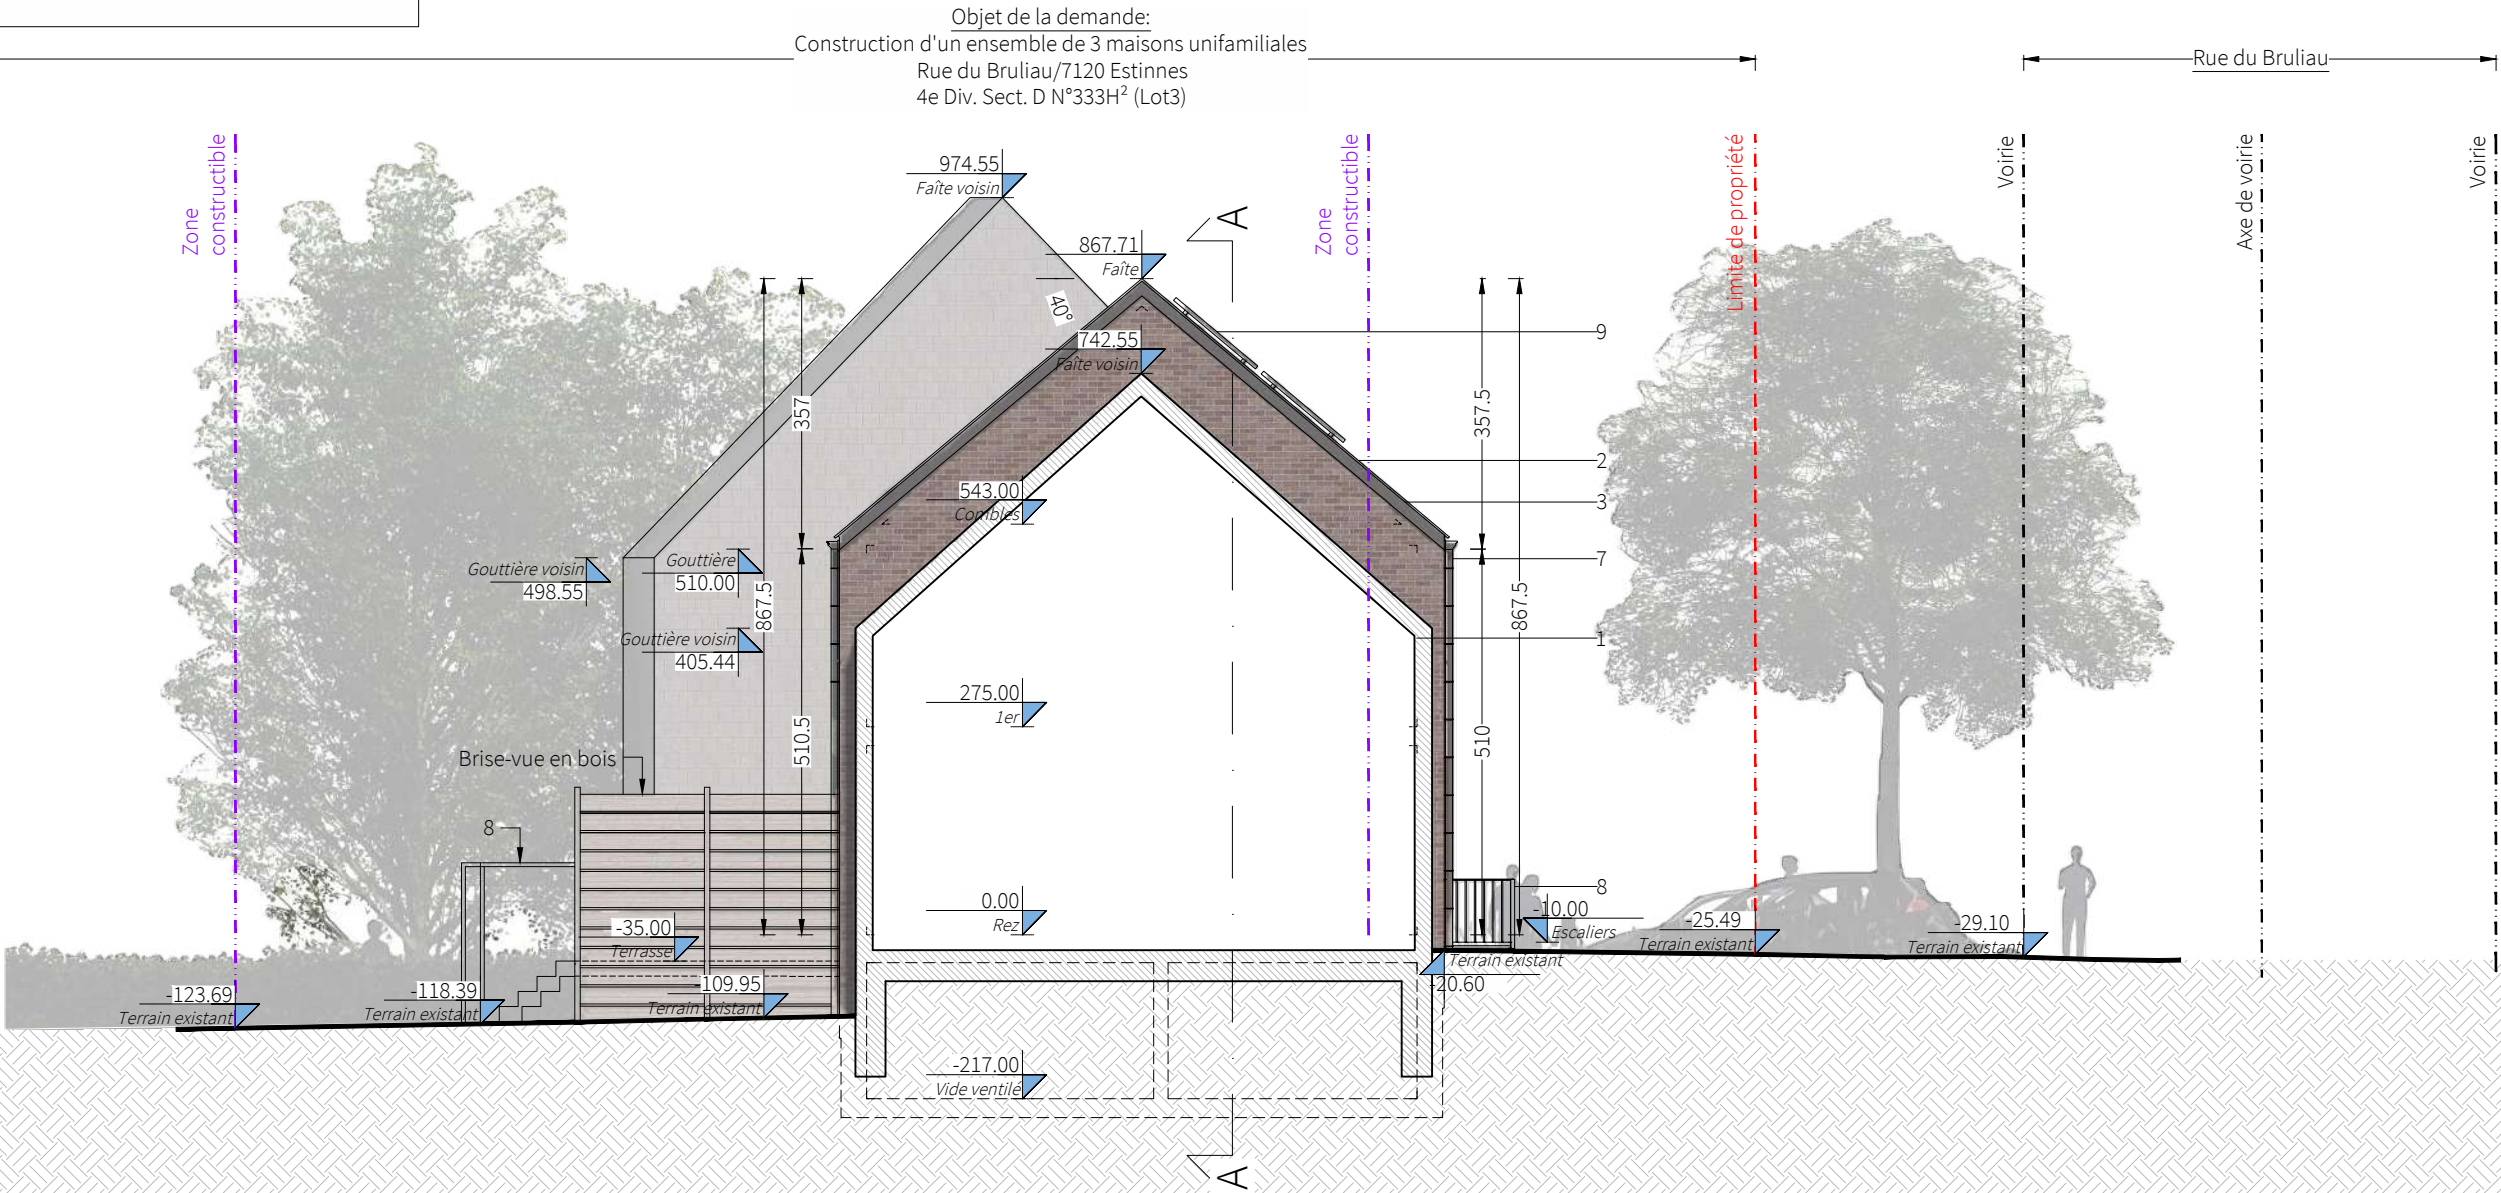 Objet de la demande:
Construction d'un ensemble de 3 maisons unifamiliales
Rue du Bruliau/7120 Estinnes
4e Div. Sect. D N°333H² (Lot3)
Rue du Bruliau
Zone
constructible
Zone
constructible
Limite de propriété
Voirie
Axe de voirie
Voirie
974.55
Faîte voisin
A
867.71
Faîte
40°
742.55
Faîte voisin
9
357
357.5
2
543.00
Combles
3
Gouttière voisin
498.55
Gouttière
510.00
7
867.5
867.5
Gouttière voisin
405.44
1
275.00
1er
510.5
510
Brise-vue en bois
8
0.00
Rez
8
-35.00
Terrasse
-10.00
Escaliers
-25.49
Terrain existant
-29.10
Terrain existant
Terrain existant
-20.60
-123.69
Terrain existant
-118.39
Terrain existant
-109.95
Terrain existant
-217.00
Vide ventilé
A